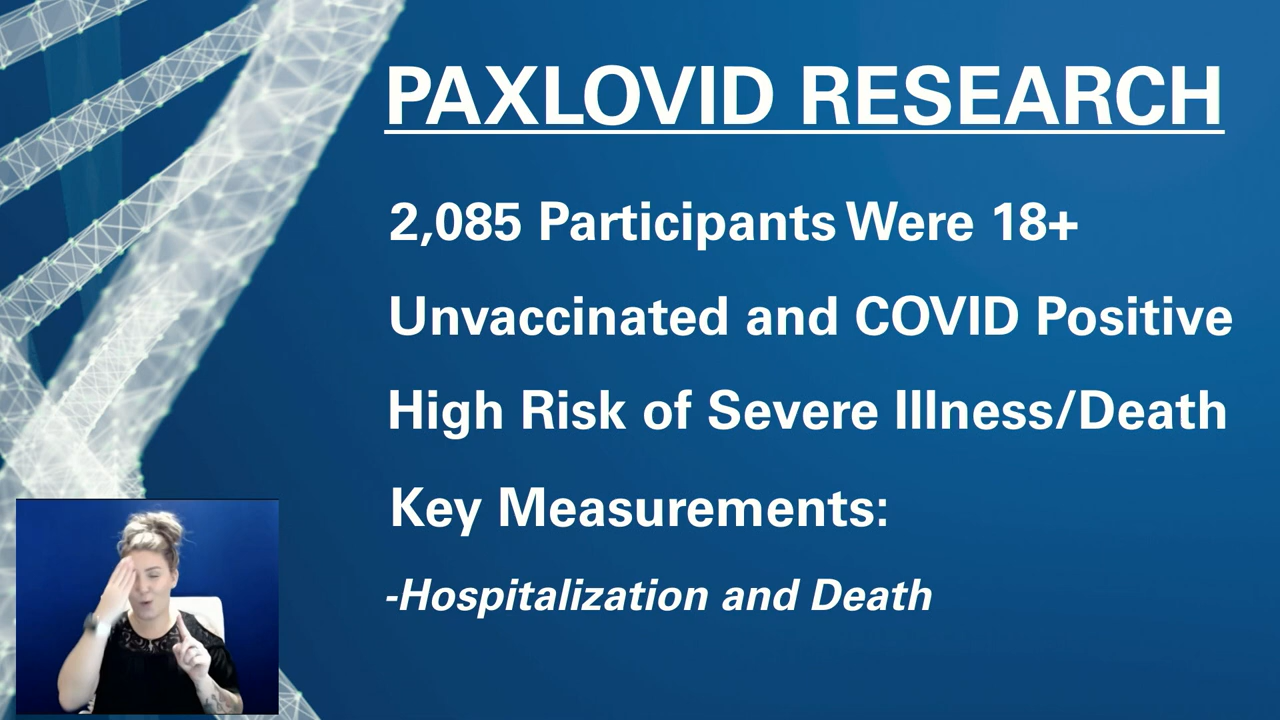 PAXLOVID RESEARCH
2,085 Participants Were 18+
Unvaccinated and COVID Positive
High Risk of Severe Illness/Death
Key Measurements:
-Hospitalization and Death